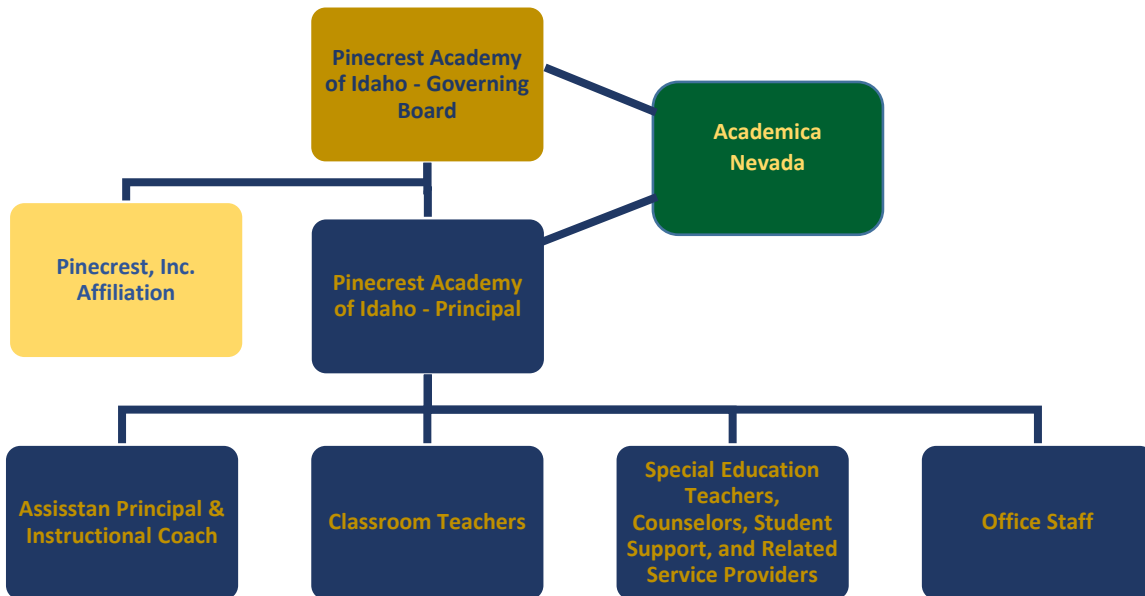 Pinecrest Academy
of Idaho - Governing
Board
Academica
Nevada
Pinecrest, Inc.
Affiliation
Pinecrest Academy
of Idaho - Principal
Assisstan Principal &
Instructional Coach
Classroom Teachers
Special Education
Teachers,
Counselors, Student
Support, and Related
Service Providers
Office Staff